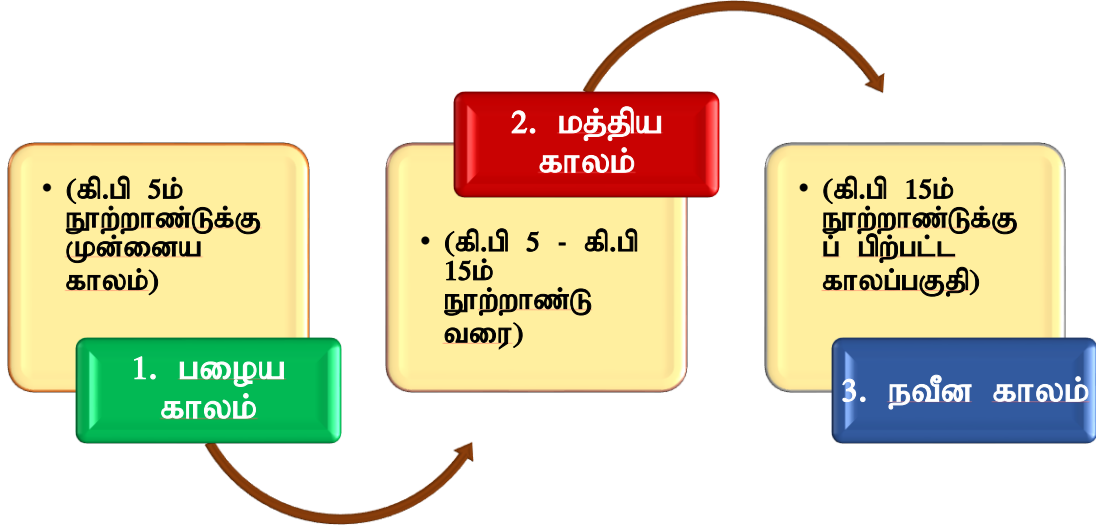 • (கி.பி 5ம்
நூற்றாண்டுக்கு
முன்னைய
காலம்)
1. பழைய
காலம்
2. மத்திய
காலம்
• (கி.பி 5 - கி.பி
15ம்
நூற்றாண்டு
வரை)
• (கி.பி 15ம்
நூற்றாண்டுக்கு
ப் பிற்பட்ட
காலப்பகுதி)
3. நவீன காலம்